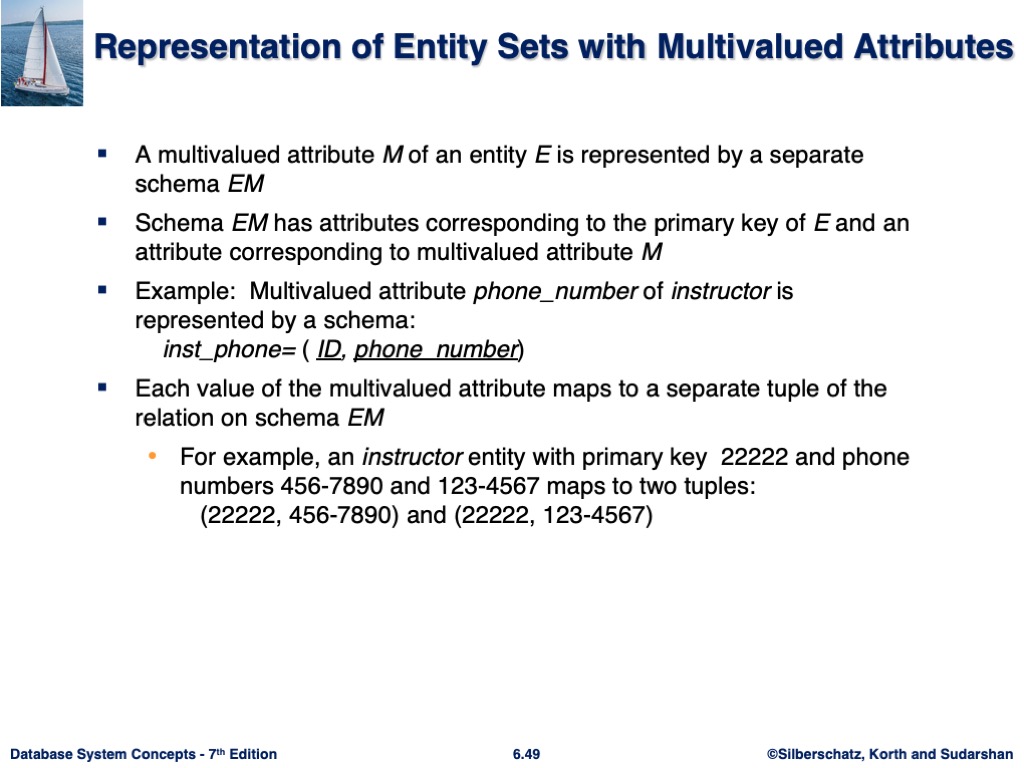 Representation of Entity Sets with Multivalued Attributes
▪ A multivalued attribute M of an entity E is represented by a separate
schema EM
▪ Schema EM has attributes corresponding to the primary key of E and an
attribute corresponding to multivalued attribute M
▪ Example:  Multivalued attribute phone_number of instructor is
represented by a schema:
inst_phone= ( ID, phone_number)
▪ Each value of the multivalued attribute maps to a separate tuple of the
relation on schema EM
• For example, an instructor entity with primary key  22222 and phone
numbers 456-7890 and 123-4567 maps to two tuples:
(22222, 456-7890) and (22222, 123-4567)
Database System Concepts - 7th Edition
6.49
©Silberschatz, Korth and Sudarshan